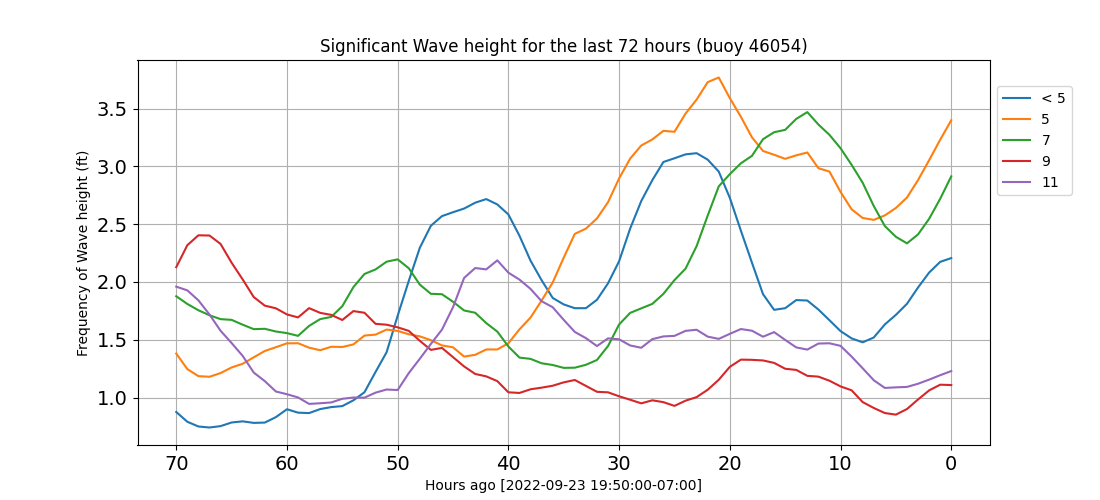 Significant Wave height for the last 72 hours (buoy 46054)
Frequency of Wave height (ft)
3.5
3.0
2.5
2.0
1.5
1.0
70 60 50 40 30 20 10 0
Hours ago [2022-09-23 19:50:00-07:00]
< 5
5
7
9
11